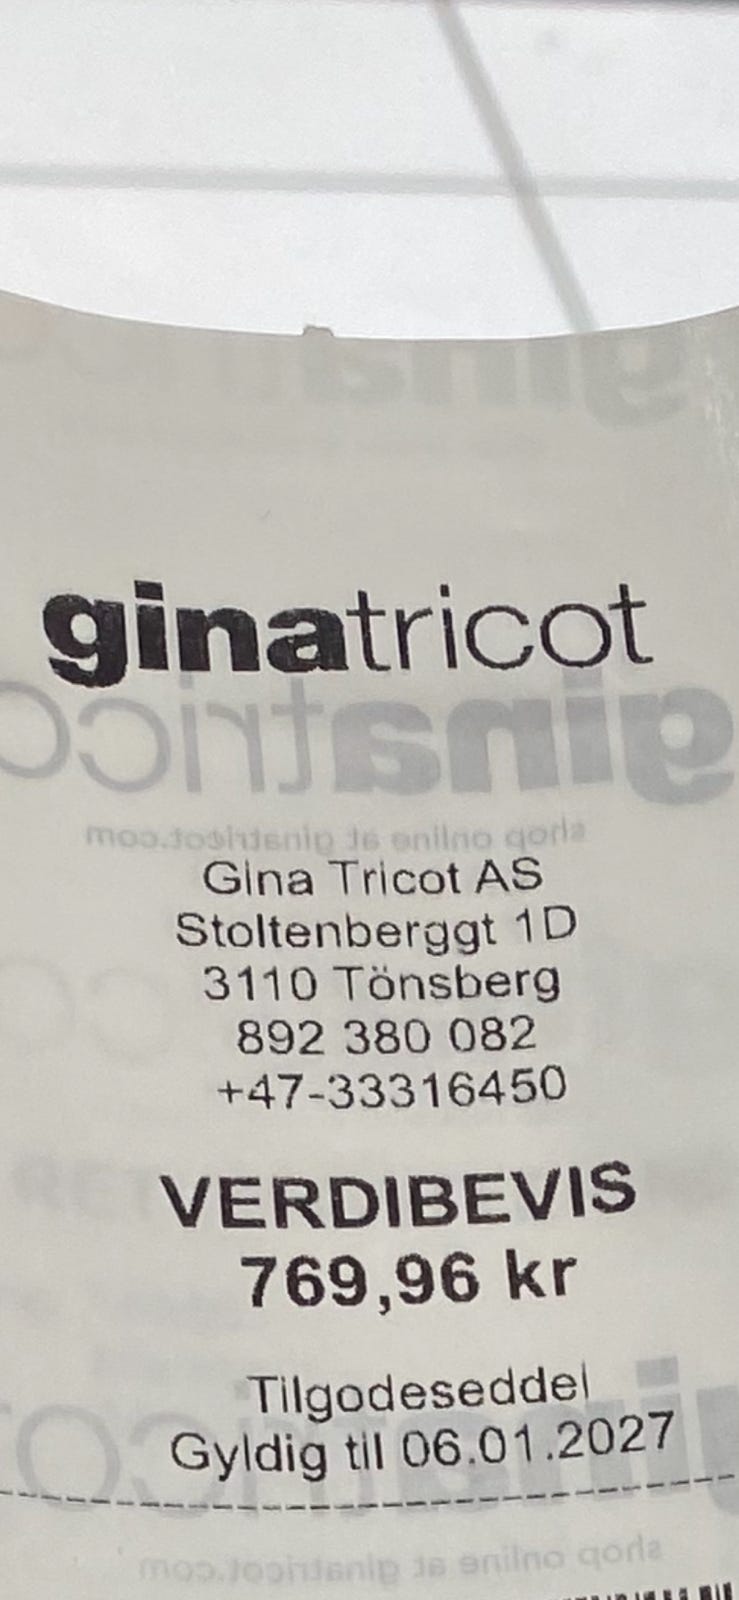 ginatricot
Gina Tricot AS
Stoltenberggt 1D
3110 Tönsberg
892 380 082
+47-33316450
VERDIBEVIS
769,96 kr
Tilgodeseddel
Gyldig til 06.01.2027